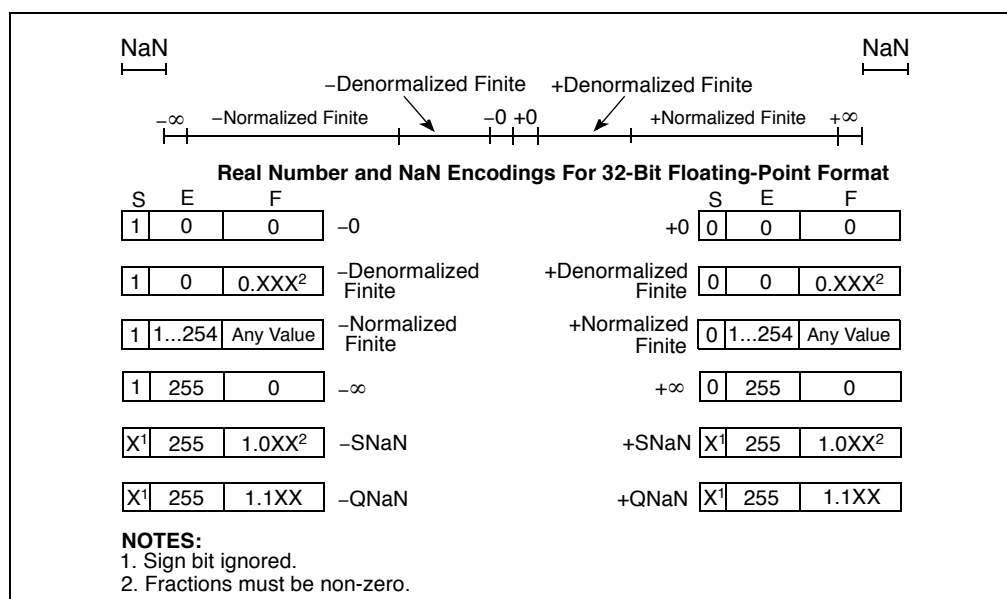 NaN NaN
−Denormalized Finite +Denormalized Finite
−∞ −Normalized Finite −0 +0 +Normalized Finite +∞
Real Number and NaN Encodings For 32-Bit Floating-Point Format
S E F S E F
1 0 0 −0 +0 0 0 0
1 0 0.XXX² −Denormalized Finite +Denormalized Finite 0 0 0.XXX²
1 1...254 Any Value −Normalized Finite +Normalized Finite 0 1...254 Any Value
1 255 0 −∞ +∞ 0 255 0
X¹ 255 1.0XX² −SNaN +SNaN X¹ 255 1.0XX²
X¹ 255 1.1XX −QNaN +QNaN X¹ 255 1.1XX
NOTES:
1. Sign bit ignored.
2. Fractions must be non-zero.